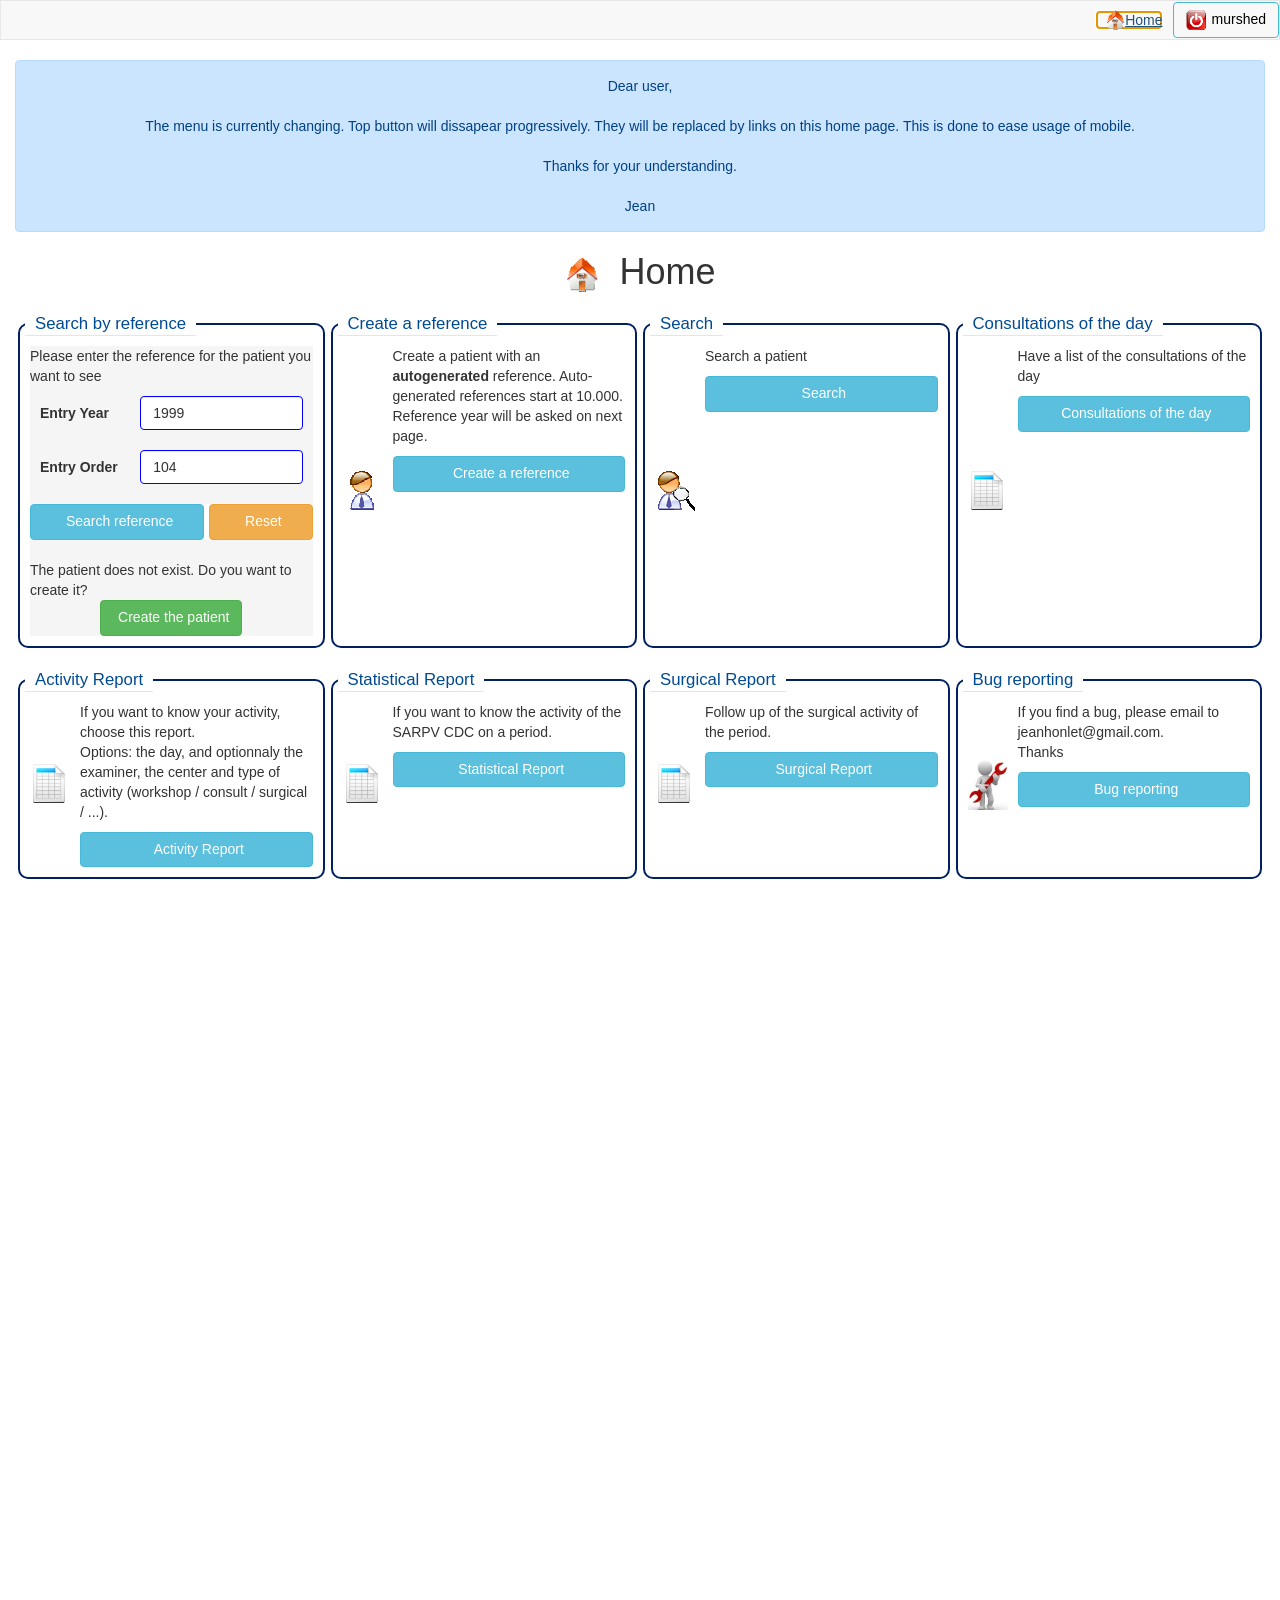 Home
murshed
Dear user,
The menu is currently changing. Top button will dissapear progressively. They will be replaced by links on this home page. This is done to ease usage of mobile.
Thanks for your understanding.
Jean
Home
Search by reference
Please enter the reference for the patient you
want to see
Entry Year
1999
Entry Order
104
Search reference
Reset
The patient does not exist. Do you want to
create it?
Create the patient
Create a reference
Create a patient with an
autogenerated reference. Auto-
generated references start at 10.000.
Reference year will be asked on next
page.
Create a reference
Search
Search a patient
Search
Consultations of the day
Have a list of the consultations of the
day
Consultations of the day
Activity Report
If you want to know your activity,
choose this report.
Options: the day, and optionnaly the
examiner, the center and type of
activity (workshop / consult / surgical
/ ...).
Activity Report
Statistical Report
If you want to know the activity of the
SARPV CDC on a period.
Statistical Report
Surgical Report
Follow up of the surgical activity of
the period.
Surgical Report
Bug reporting
If you find a bug, please email to
jeanhonlet@gmail.com.
Thanks
Bug reporting